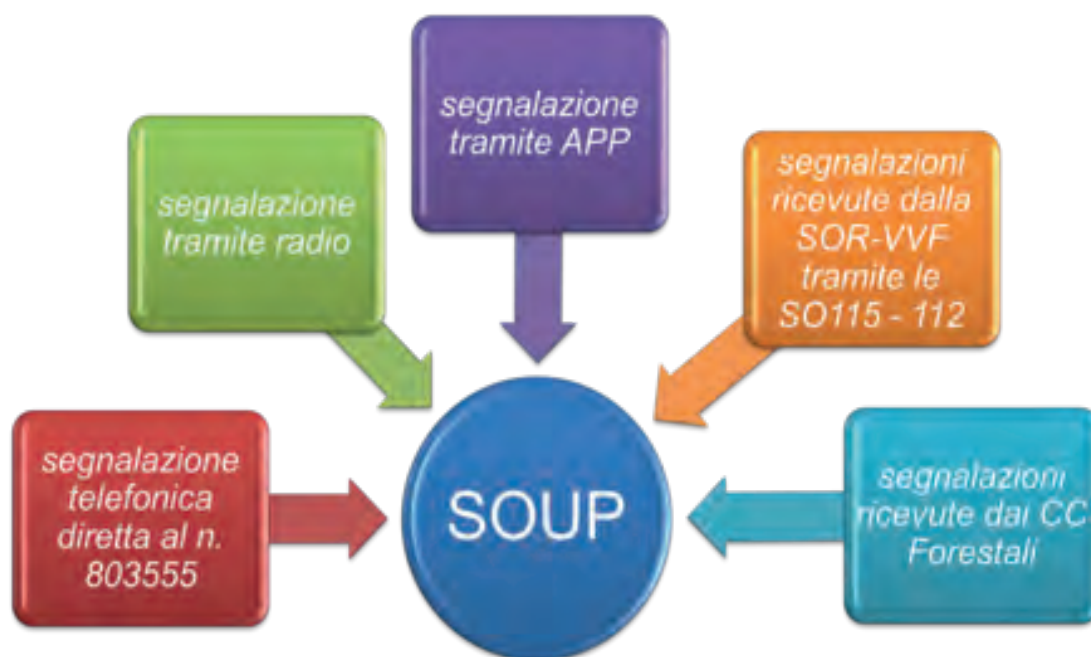 segnalazione
tramite APP
segnalazione
tramite radio
segnalazioni
ricevute dalla
SOR-VVF
tramite le
SO115 - 112
segnalazione
telefonica
diretta al n.
803555
SOUP
segnalazioni
ricevute dai CC
Forestali